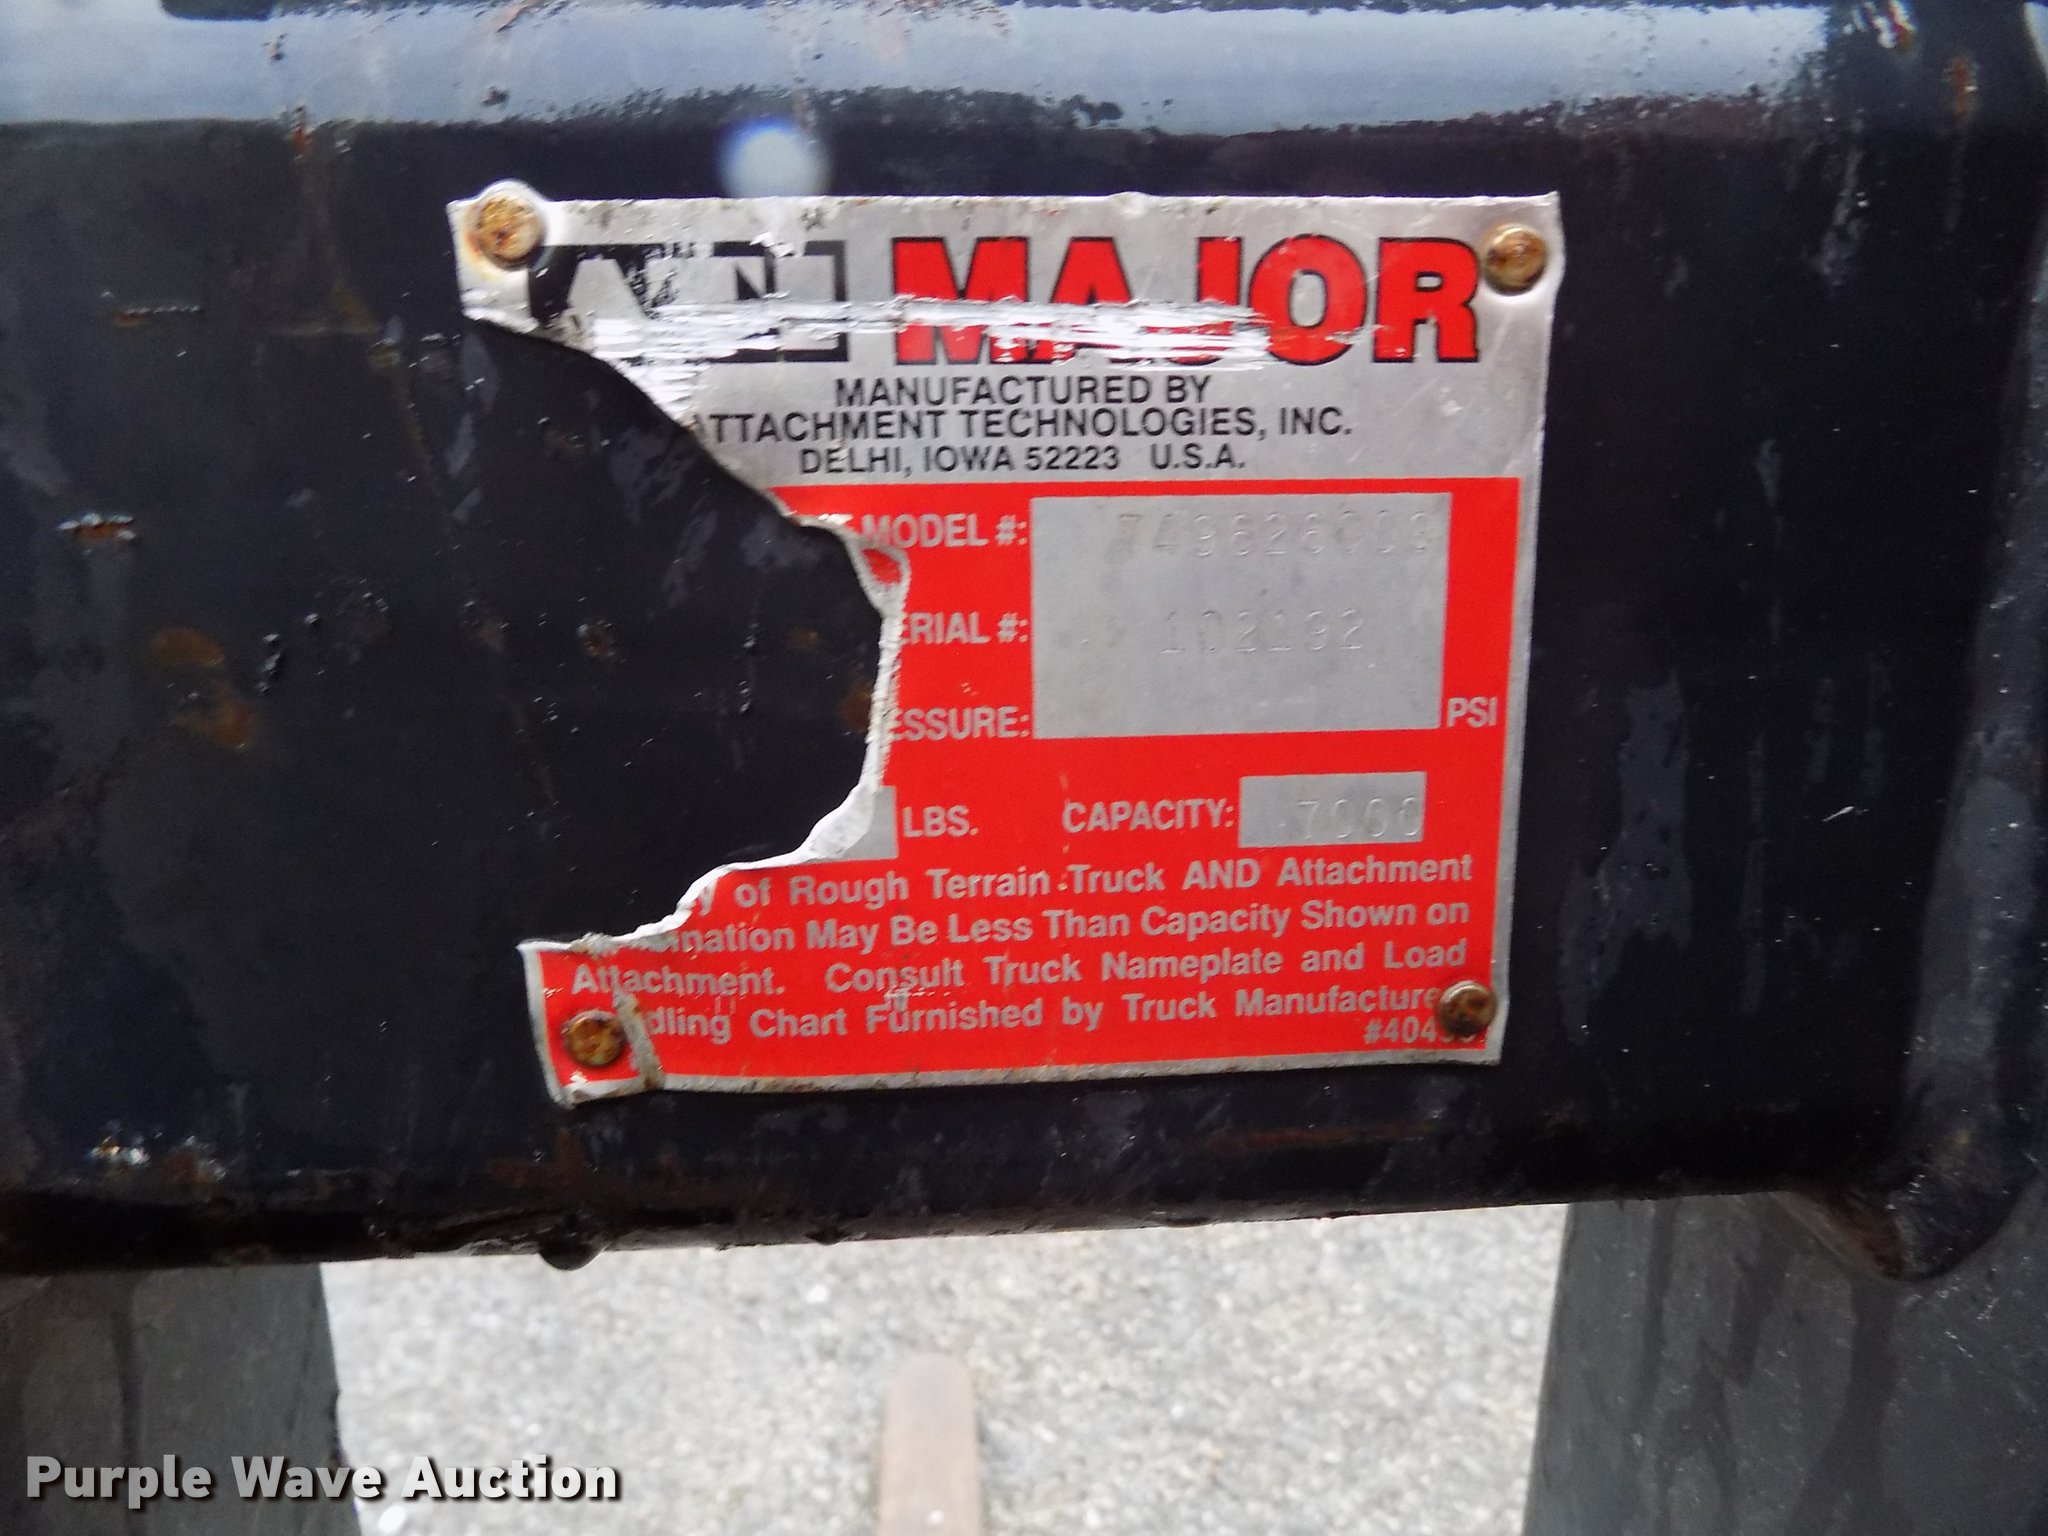 MAJOR
MANUFACTURED BY
ATTACHMENT TECHNOLOGIES, INC.
DELHI, IOWA 52223 U.S.A.
MODEL #:
ERIAL #: 102192
ESSURE: PSI
LBS. CAPACITY: 7000
y of Rough Terrain Truck AND Attachment
nation May Be Less Than Capacity Shown on
Attachment. Consult Truck Nameplate and Load
dling Chart Furnished by Truck Manufacture
Purple Wave Auction